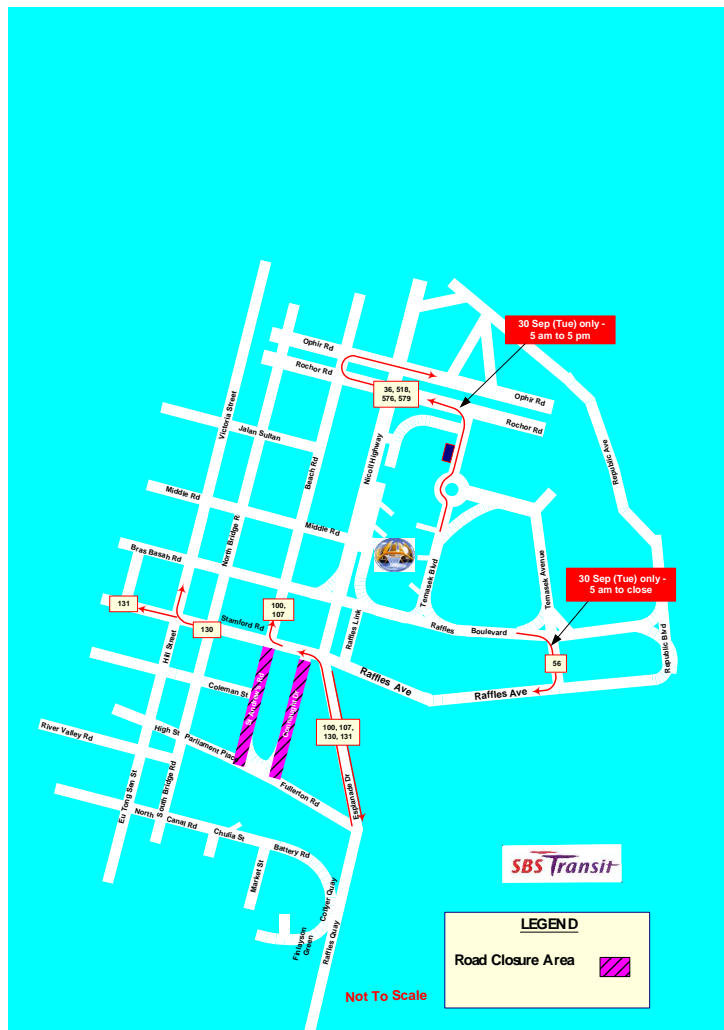 30 Sep (Tue) only -
5 am to 5 pm
Ophir Rd
Rochor Rd
36, 518,
576, 579
Ophir Rd
Rochor Rd
Victoria Street
Jalan Sultan
Beach Rd
Nicoll Highway
Republic Ave
Middle Rd
North Bridge R
Middle Rd
Bras Basah Rd
Temasek Blvd
Temasek Avenue
30 Sep (Tue) only -
5 am to close
131
100,
107
130
Stamford Rd
Raffles Link
Raffles
Boulevard
Republic Blvd
Hill Street
56
Raffles Ave
Raffles Ave
Coleman St
St Andrew's Rd
Connaught Dr
100, 107,
130, 131
River Valley Rd
High St
Parliament Place
Fullerton Rd
Esplanade Dr
Eu Tong San St
South Bridge Rd
North
Canal Rd
Chulia St
Battery Rd
Market St
Collyer Quay
Finlayson
Green
Raffles Quay
SBS Transit
LEGEND
Road Closure Area
Not To Scale